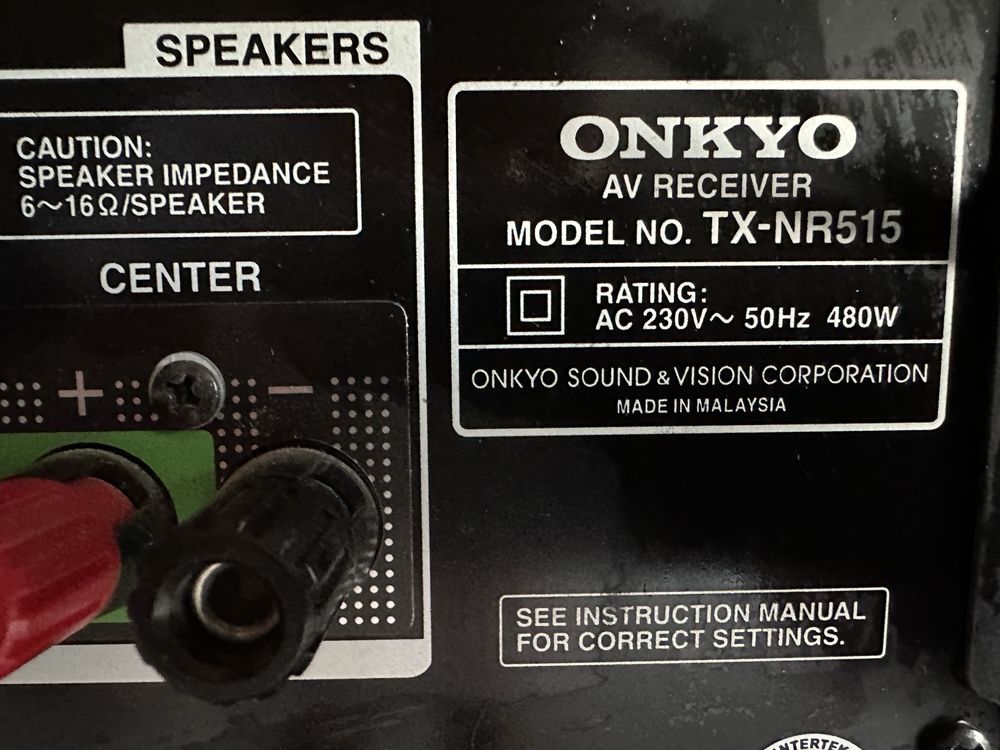 SPEAKERS
CAUTION:
SPEAKER IMPEDANCE
6~16Ω/SPEAKER
CENTER
+ −
ONKYO
AV RECEIVER
MODEL NO. TX-NR515
RATING:
AC 230V~ 50Hz 480W
ONKYO SOUND & VISION CORPORATION
MADE IN MALAYSIA
SEE INSTRUCTION MANUAL
FOR CORRECT SETTINGS.